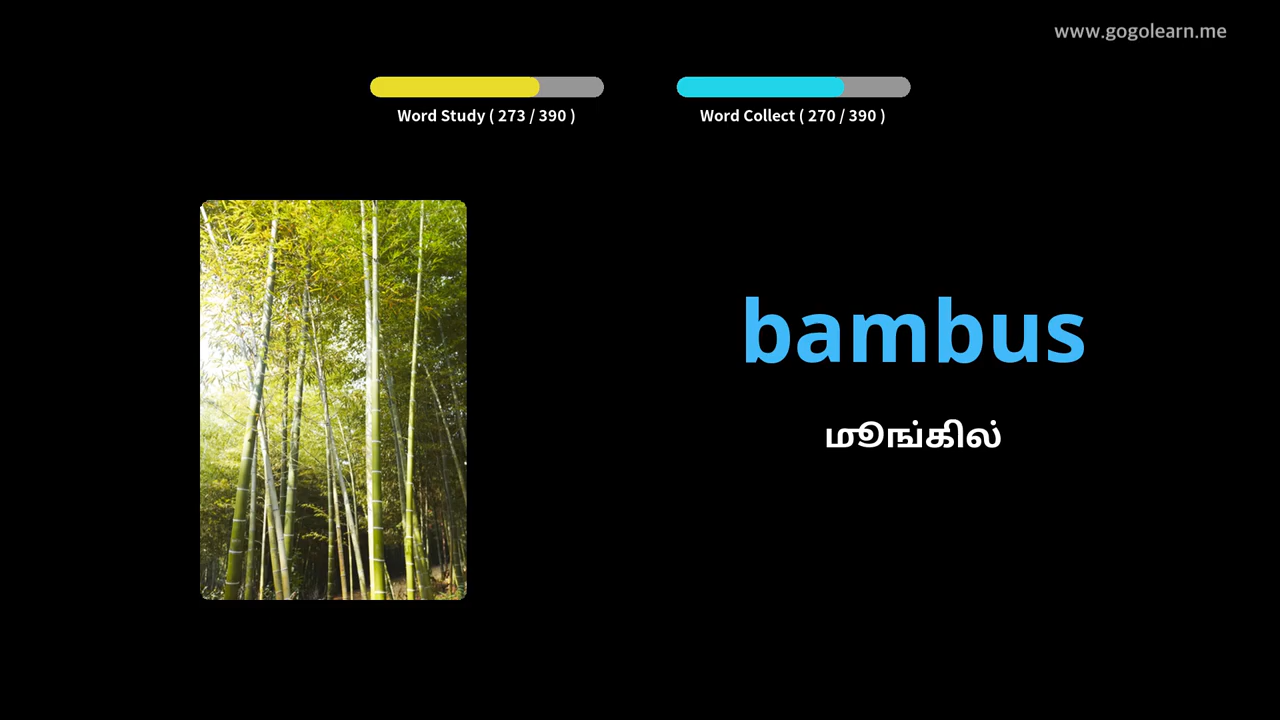 www.gogolearn.me
Word Study ( 273 / 390 )
Word Collect ( 270 / 390 )
bambus
மூங்கில்